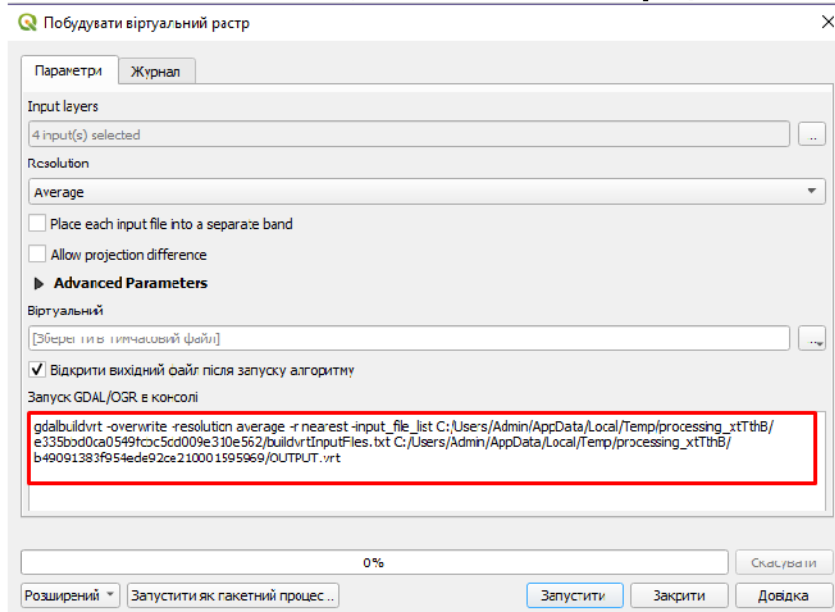 Побудувати віртуальний растр
Параметри Журнал
Input layers
4 input(s) selected
Resolution
Average
Place each input file into a separate band
Allow projection difference
Advanced Parameters
Віртуальний
[Зберегти в тимчасовий файл]
Відкрити вихідний файл після запуску алгоритму
Запуск GDAL/OGR в консолі
gdalbuildvrt -overwrite -resolution average -r nearest -input_file_list C:/Users/Admin/AppData/Local/Temp/processing_xtTthB/
buildvrtInputFiles.txt C:/Users/Admin/AppData/Local/Temp/processing_xtTthB/
b49091383f954ede92ce210001595969/OUTPUT.vrt
0%
Скасувати
Розширений Запустити як пакетний процес... Запустити Закрити Довідка